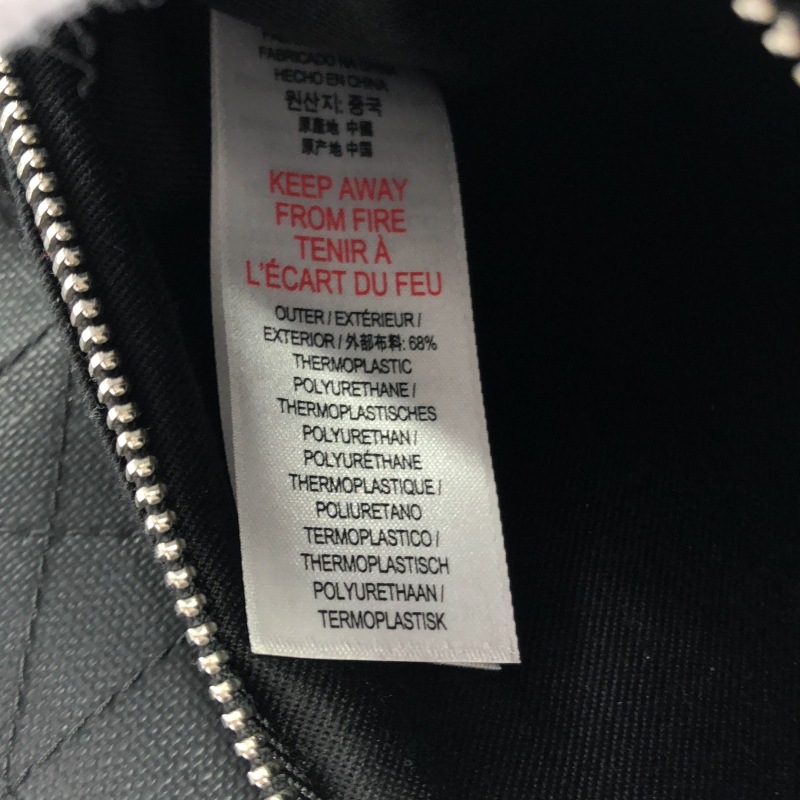 FABRICADO NA CHINA
HECHO EN CHINA
원산지: 중국
原產地 中國
原产地 中国
KEEP AWAY
FROM FIRE
TENIR À
L'ÉCART DU FEU
OUTER / EXTÉRIEUR /
EXTERIOR / 外部布料: 68%
THERMOPLASTIC
POLYURETHANE /
THERMOPLASTISCHES
POLYURETHAN /
POLYURÉTHANE
THERMOPLASTIQUE /
POLIURETANO
TERMOPLASTICO /
THERMOPLASTISCH
POLYURETHAAN /
TERMOPLASTISK